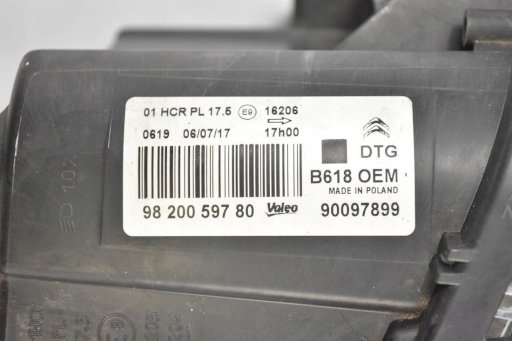 01 HCR PL 17.5 E9 16206
0619 06/07/17 17h00
DTG
B618 OEM
MADE IN POLAND
98 200 597 80 Valeo 90097899